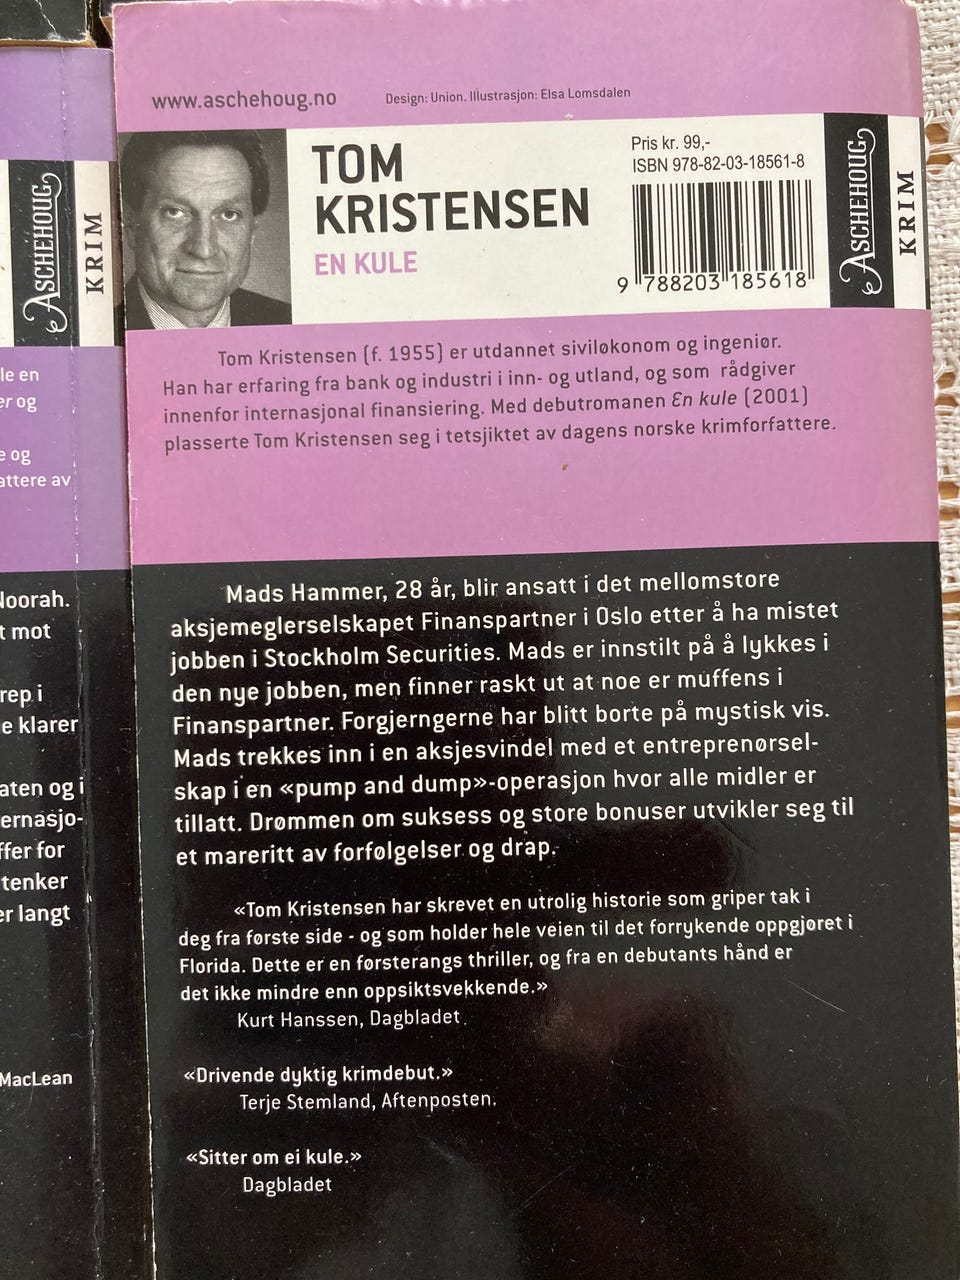 www.aschehoug.no
Design: Union. Illustrasjon: Elsa Lomsdalen
TOM
KRISTENSEN
EN KULE
Pris kr. 99,-
ISBN 978-82-03-18561-8
9 788203 185618
ASCHEHOUG
KRIM
Tom Kristensen (f. 1955) er utdannet siviløkonom og ingeniør.
Han har erfaring fra bank og industri i inn- og utland, og som rådgiver
innenfor internasjonal finansiering. Med debutromanen En kule (2001)
plasserte Tom Kristensen seg i tetsjiktet av dagens norske krimforfattere.
Mads Hammer, 28 år, blir ansatt i det mellomstore
aksjemeglerselskapet Finanspartner i Oslo etter å ha mistet
jobben i Stockholm Securities. Mads er innstilt på å lykkes i
den nye jobben, men finner raskt ut at noe er muffens i
Finanspartner. Forgjerngerne har blitt borte på mystisk vis.
Mads trekkes inn i en aksjesvindel med et entreprenørsel-
skap i en «pump and dump»-operasjon hvor alle midler er
tillatt. Drømmen om suksess og store bonuser utvikler seg til
et mareritt av forfølgelser og drap.
«Tom Kristensen har skrevet en utrolig historie som griper tak i
deg fra første side - og som holder hele veien til det forrykende oppgjøret i
Florida. Dette er en førsterangs thriller, og fra en debutants hånd er
det ikke mindre enn oppsiktsvekkende.»
Kurt Hanssen, Dagbladet.
«Drivende dyktig krimdebut.»
Terje Stemland, Aftenposten.
«Sitter om ei kule.»
Dagbladet
ASCHEHOUG
KRIM
le en
er og
e og
attere av
Noorah.
t mot
rep i
e klarer
aten og i
ernasjo-
ffer for
tenker
er langt
MacLean